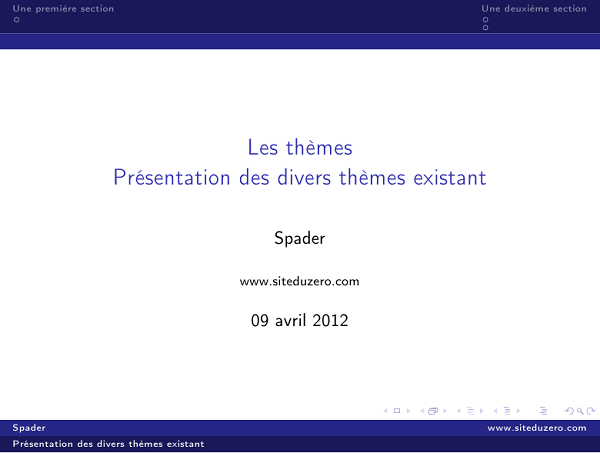 Une première section
Une deuxième section
Les thèmes
Présentation des divers thèmes existant
Spader
www.siteduzero.com
09 avril 2012
Spader
www.siteduzero.com
Présentation des divers thèmes existant